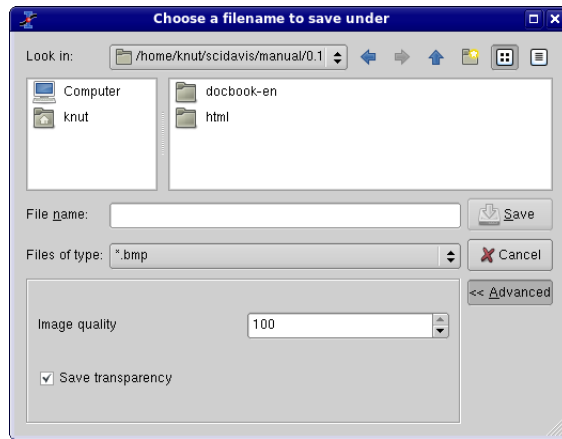 Choose a filename to save under
Look in: /home/knut/scidavis/manual/0.1
Computer
knut
docbook-en
html
File name: Save
Files of type: *.bmp Cancel
<< Advanced
Image quality 100
Save transparency